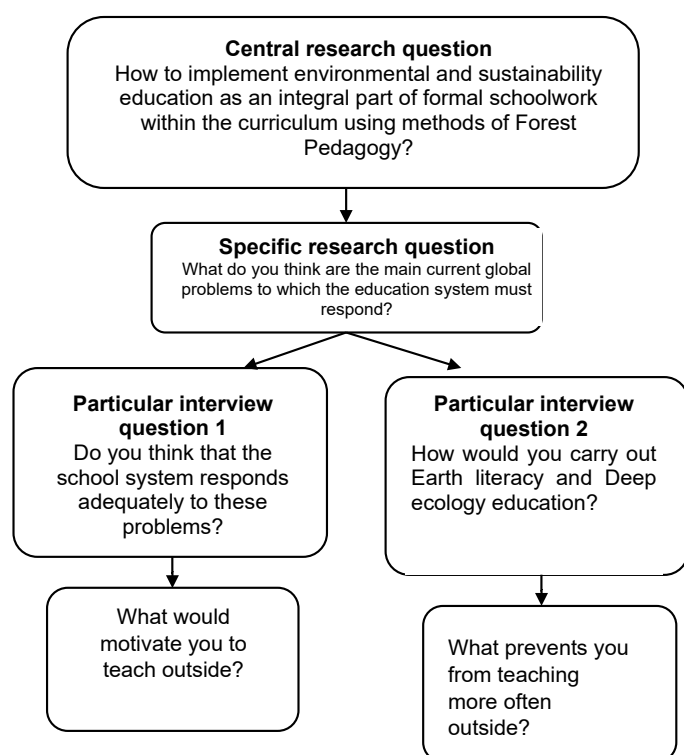 Central research question
How to implement environmental and sustainability
education as an integral part of formal schoolwork
within the curriculum using methods of Forest
Pedagogy?
Specific research question
What do you think are the main current global
problems to which the education system must
respond?
Particular interview
question 1
Do you think that the
school system responds
adequately to these
problems?
Particular interview
question 2
How would you carry out
Earth literacy and Deep
ecology education?
What would
motivate you to
teach outside?
What prevents you
from teaching
more often
outside?